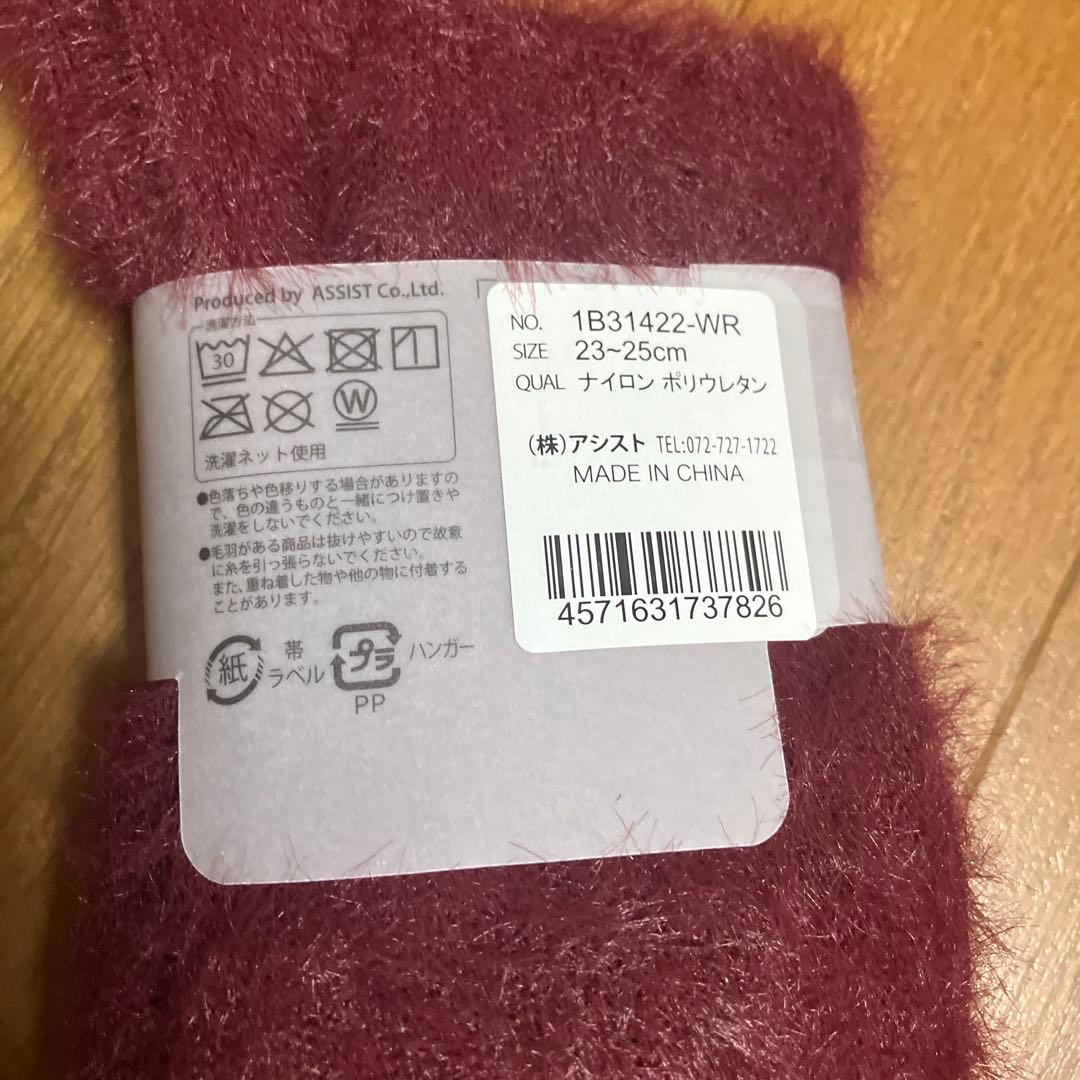 Produced by ASSIST Co.,Ltd.
洗濯方法
30
W
洗濯ネット使用
●色落ちや色移りする場合がありますの
で、色の違うものと一緒につけ置きや
洗濯をしないでください。
●毛羽がある商品は抜けやすいので故意
に糸を引っ張らないでください。
また、重ね着した物や他の物に付着する
ことがあります。
紙 帯
ラベル
プラ ハンガー
PP
NO. 1B31422-WR
SIZE 23~25cm
QUAL ナイロン ポリウレタン
(株)アシスト TEL:072-727-1722
MADE IN CHINA
4571631737826